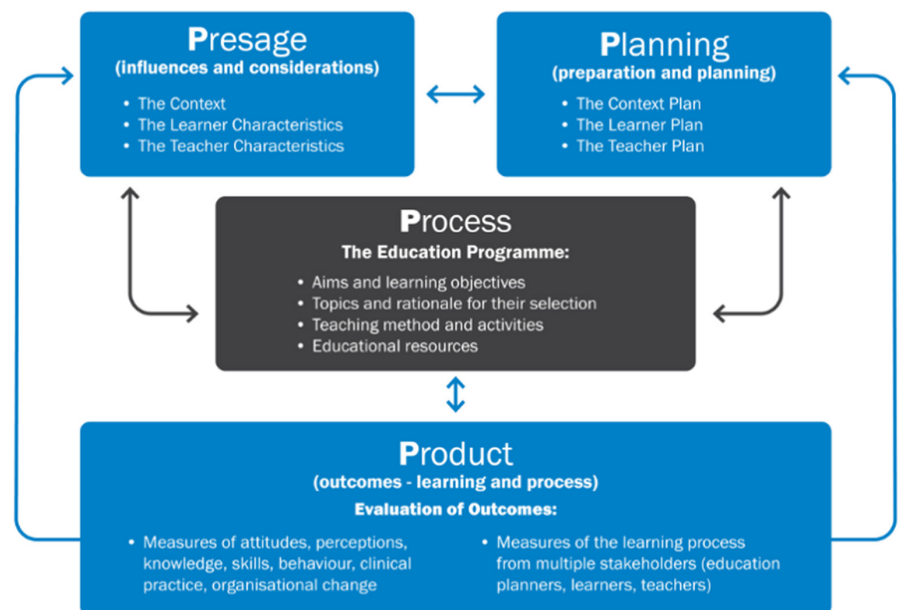 Presage
(influences and considerations)
• The Context
• The Learner Characteristics
• The Teacher Characteristics
Planning
(preparation and planning)
• The Context Plan
• The Learner Plan
• The Teacher Plan
Process
The Education Programme:
• Aims and learning objectives
• Topics and rationale for their selection
• Teaching method and activities
• Educational resources
Product
(outcomes - learning and process)
Evaluation of Outcomes:
• Measures of attitudes, perceptions,
knowledge, skills, behaviour, clinical
practice, organisational change
• Measures of the learning process
from multiple stakeholders (education
planners, learners, teachers)